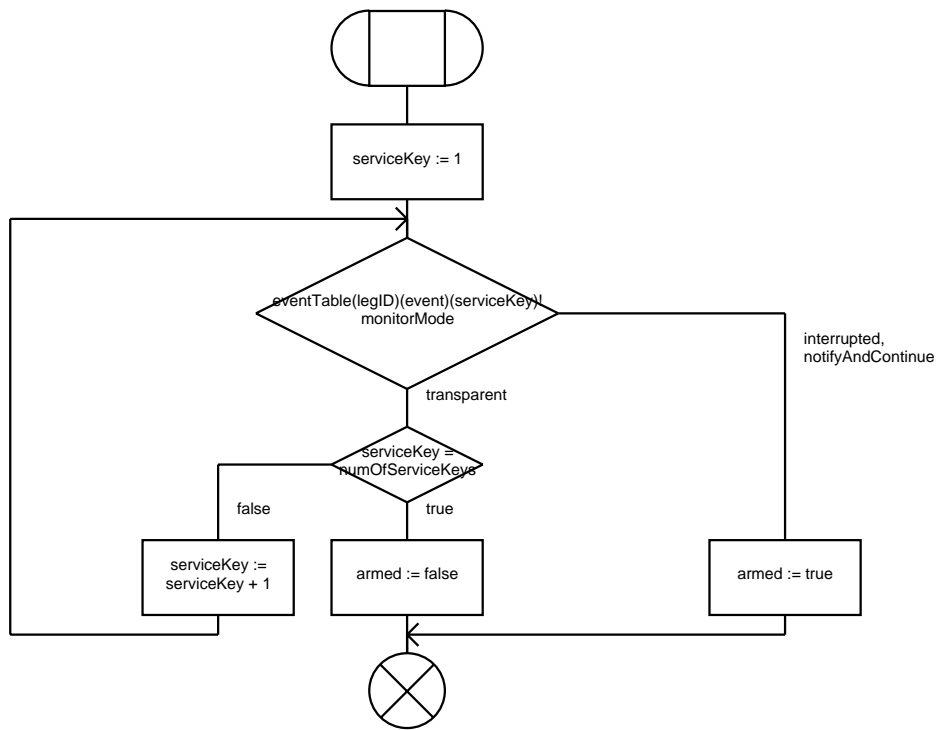 serviceKey := 1
eventTable(legID)(event)(serviceKey)!
monitorMode
interrupted,
notifyAndContinue
transparent
serviceKey =
numOfServiceKeys
false
true
serviceKey :=
serviceKey + 1
armed := false
armed := true